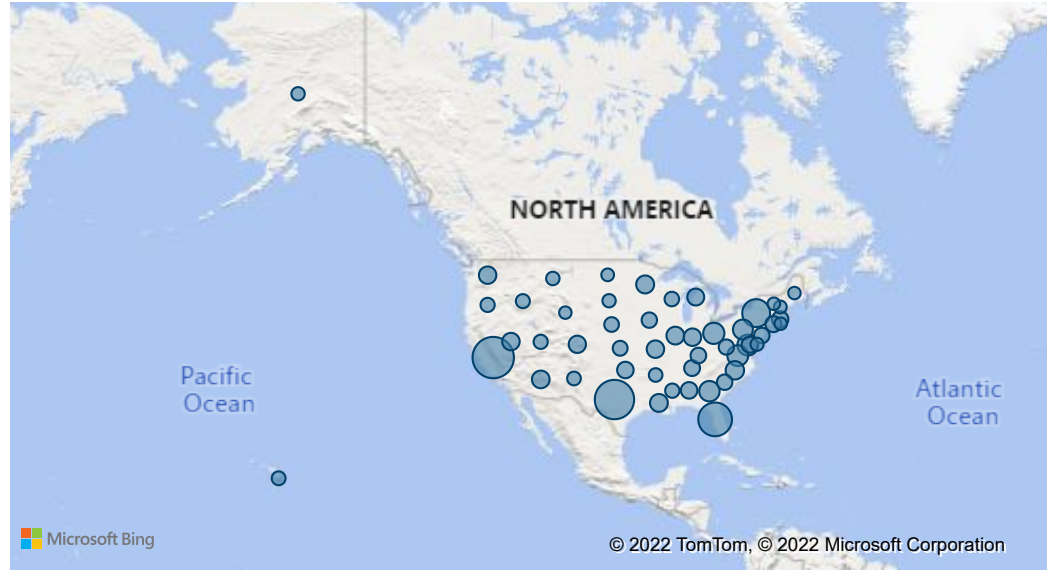 NORTH AMERICA
Pacific
Ocean
Atlantic
Ocean
Microsoft Bing
© 2022 TomTom, © 2022 Microsoft Corporation